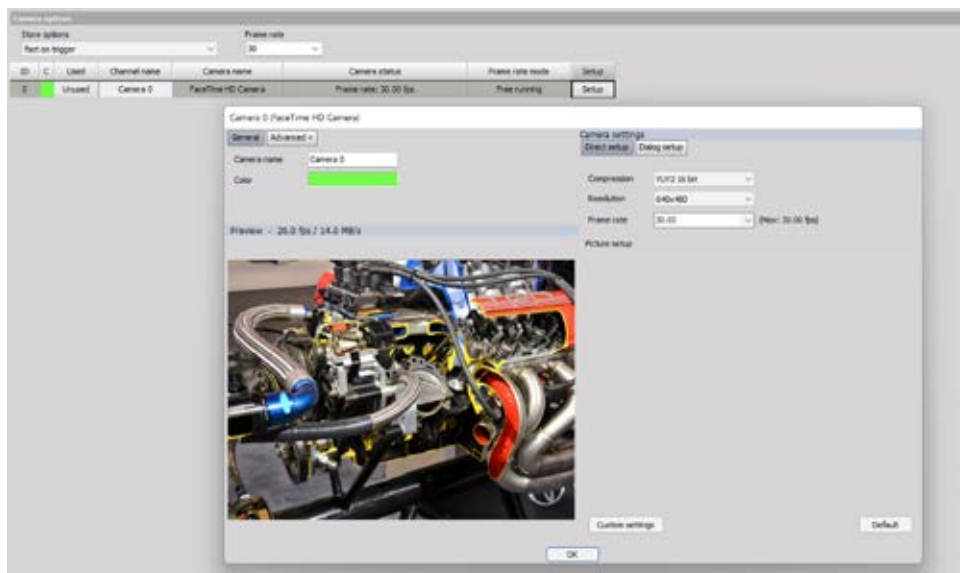 Camera options
Store options Frame rate
fast on trigger 30
ID C Used Channel name Camera name Camera status Frame rate mode Setup
0 Unused Camera 0 FaceTime HD Camera Frame rate: 30.00 fps Free running Setup
Camera 0 (FaceTime HD Camera)
General Advanced + Camera settings
Direct setup Dialog setup
Camera name Camera 0
Color Compression YUY2 16 bit
Resolution 640x480
Frame rate 30.00 (Max: 30.00 fps)
Preview - 26.0 fps / 14.0 MB/s
Picture setup
Custom settings Default
OK